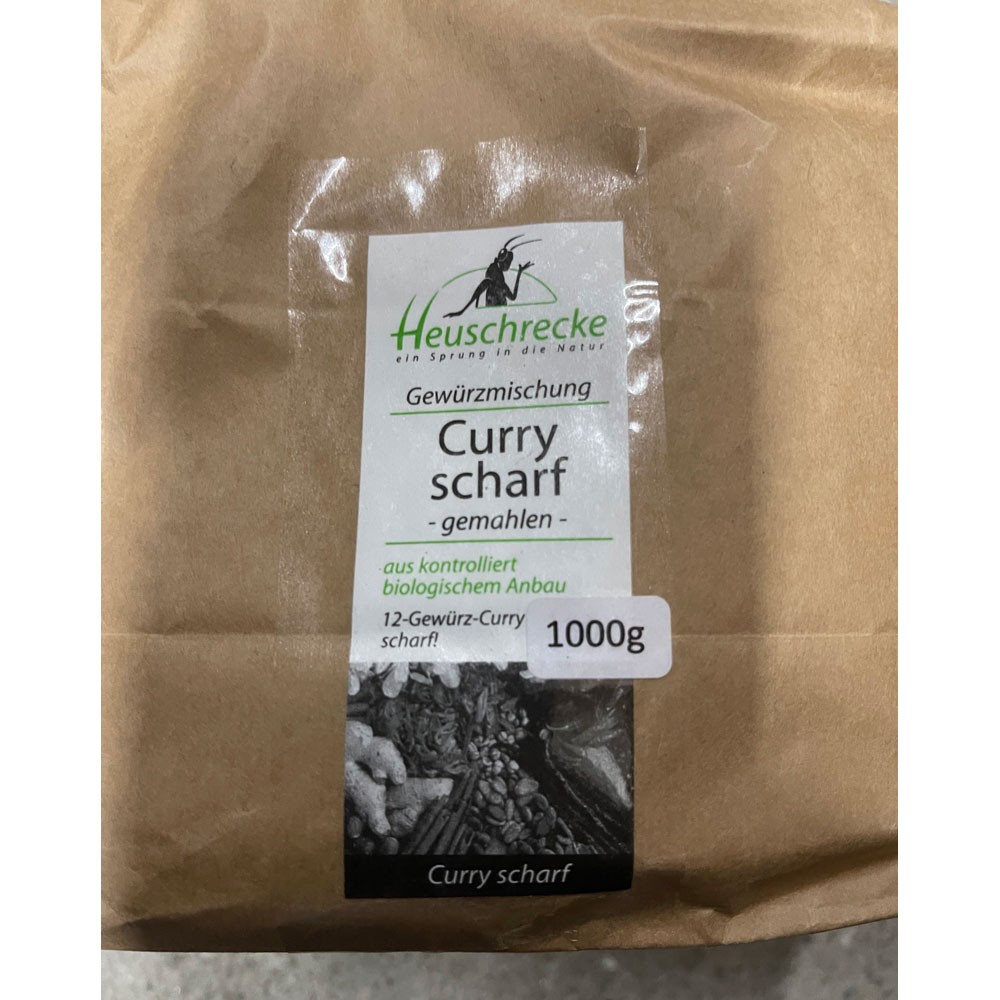 Heuschrecke
ein Sprung in die Natur
Gewürzmischung
Curry
scharf
- gemahlen -
aus kontrolliert
biologischem Anbau
12-Gewürz-Curry
scharf!
1000g
Curry scharf